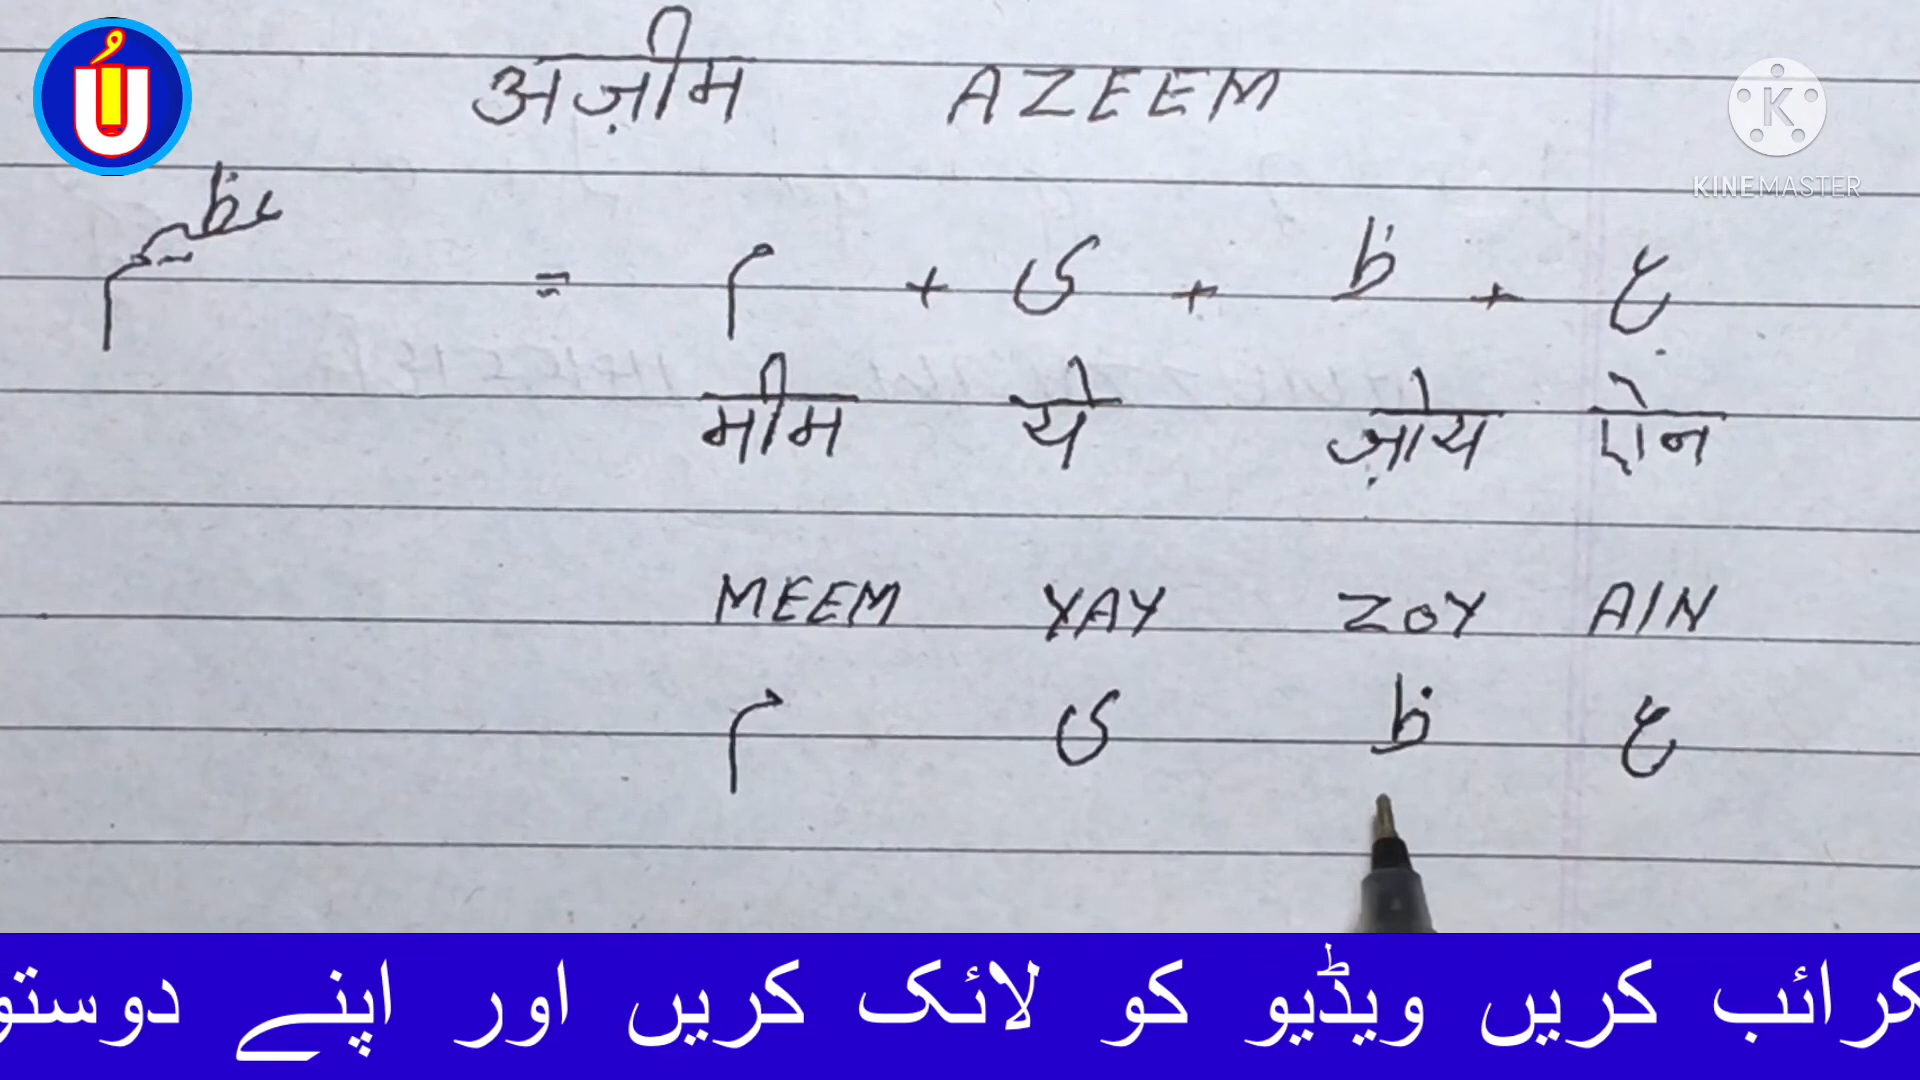 अज़ीम AZEEM
KINEMASTER
عظیم = م + ی + ظ + ع
मीम ये ज़ोय ऐन
MEEM YAY ZOY AIN
م ی ظ ع
کرائب کریں ویڈیو کو لائک کریں اور اپنے دوستو